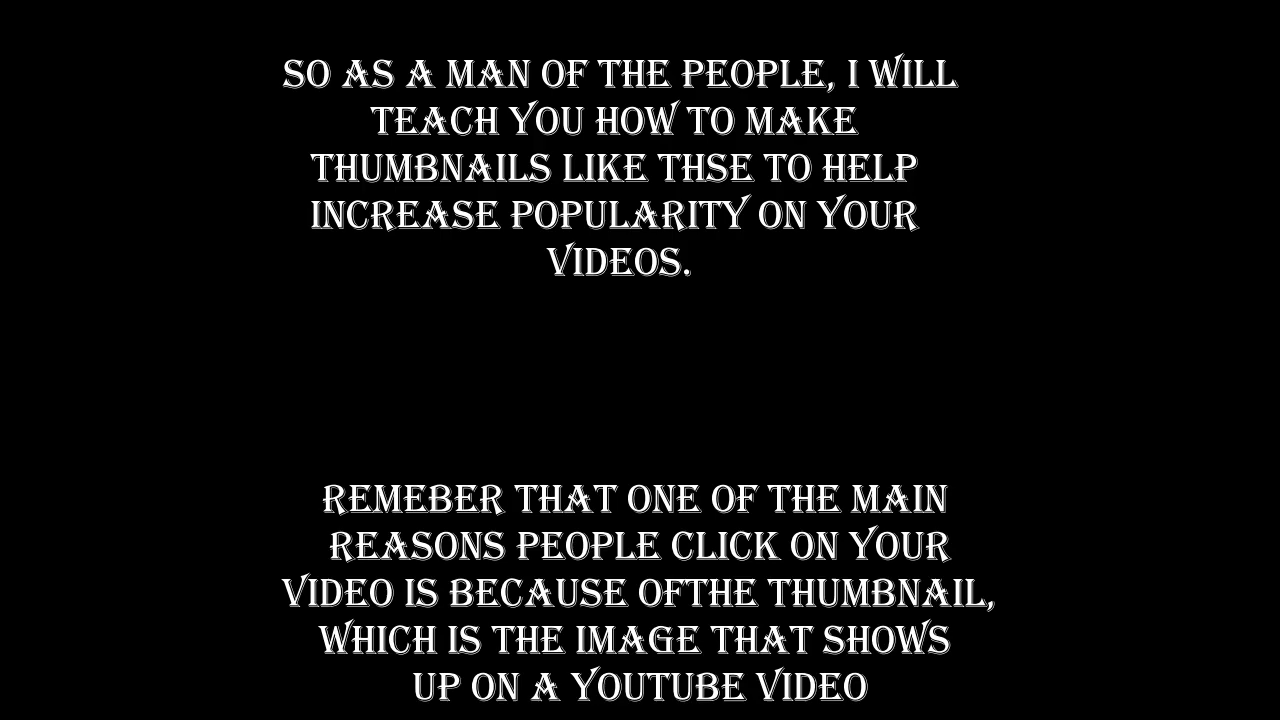 SO AS A MAN OF THE PEOPLE, I WILL
TEACH YOU HOW TO MAKE
THUMBNAILS LIKE THSE TO HELP
INCREASE POPULARITY ON YOUR
VIDEOS.
REMEBER THAT ONE OF THE MAIN
REASONS PEOPLE CLICK ON YOUR
VIDEO IS BECAUSE OFTHE THUMBNAIL,
WHICH IS THE IMAGE THAT SHOWS
UP ON A YOUTUBE VIDEO